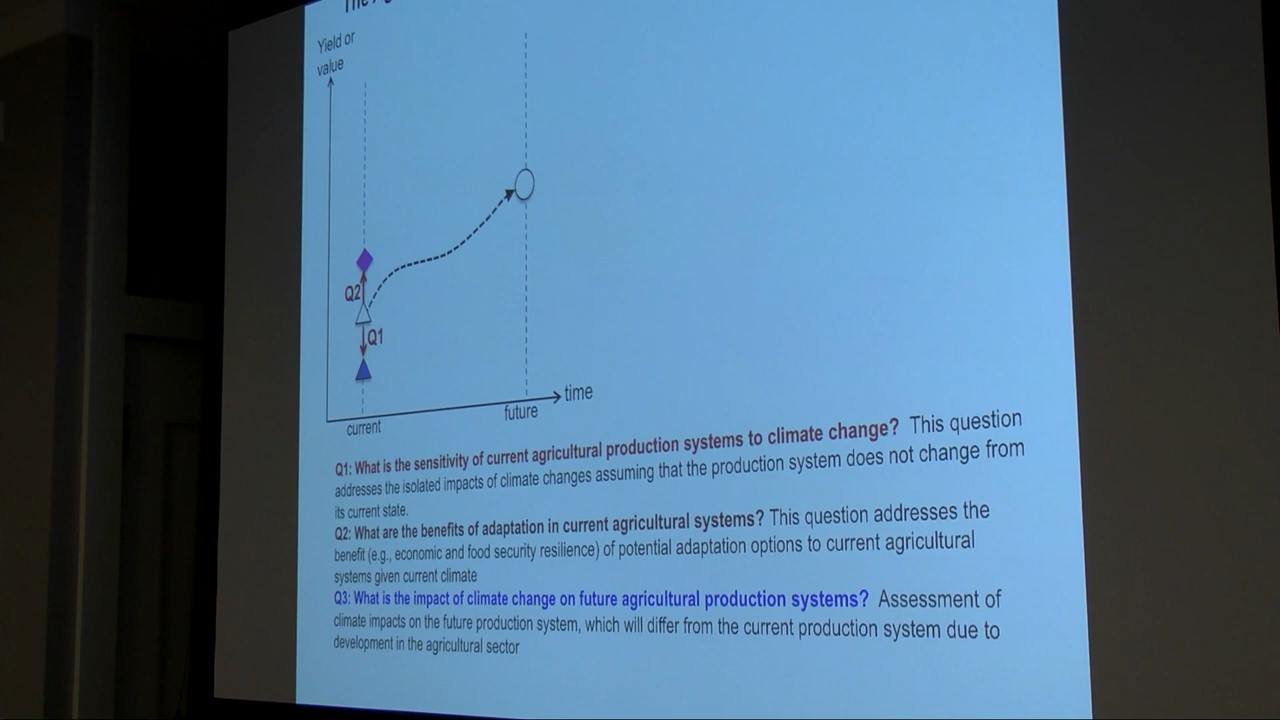 Yield or
value
Q2
Q1
time
current
future
Q1: What is the sensitivity of current agricultural production systems to climate change? This question
addresses the isolated impacts of climate changes assuming that the production system does not change from
its current state.
Q2: What are the benefits of adaptation in current agricultural systems? This question addresses the
benefit (e.g., economic and food security resilience) of potential adaptation options to current agricultural
systems given current climate
Q3: What is the impact of climate change on future agricultural production systems? Assessment of
climate impacts on the future production system, which will differ from the current production system due to
development in the agricultural sector